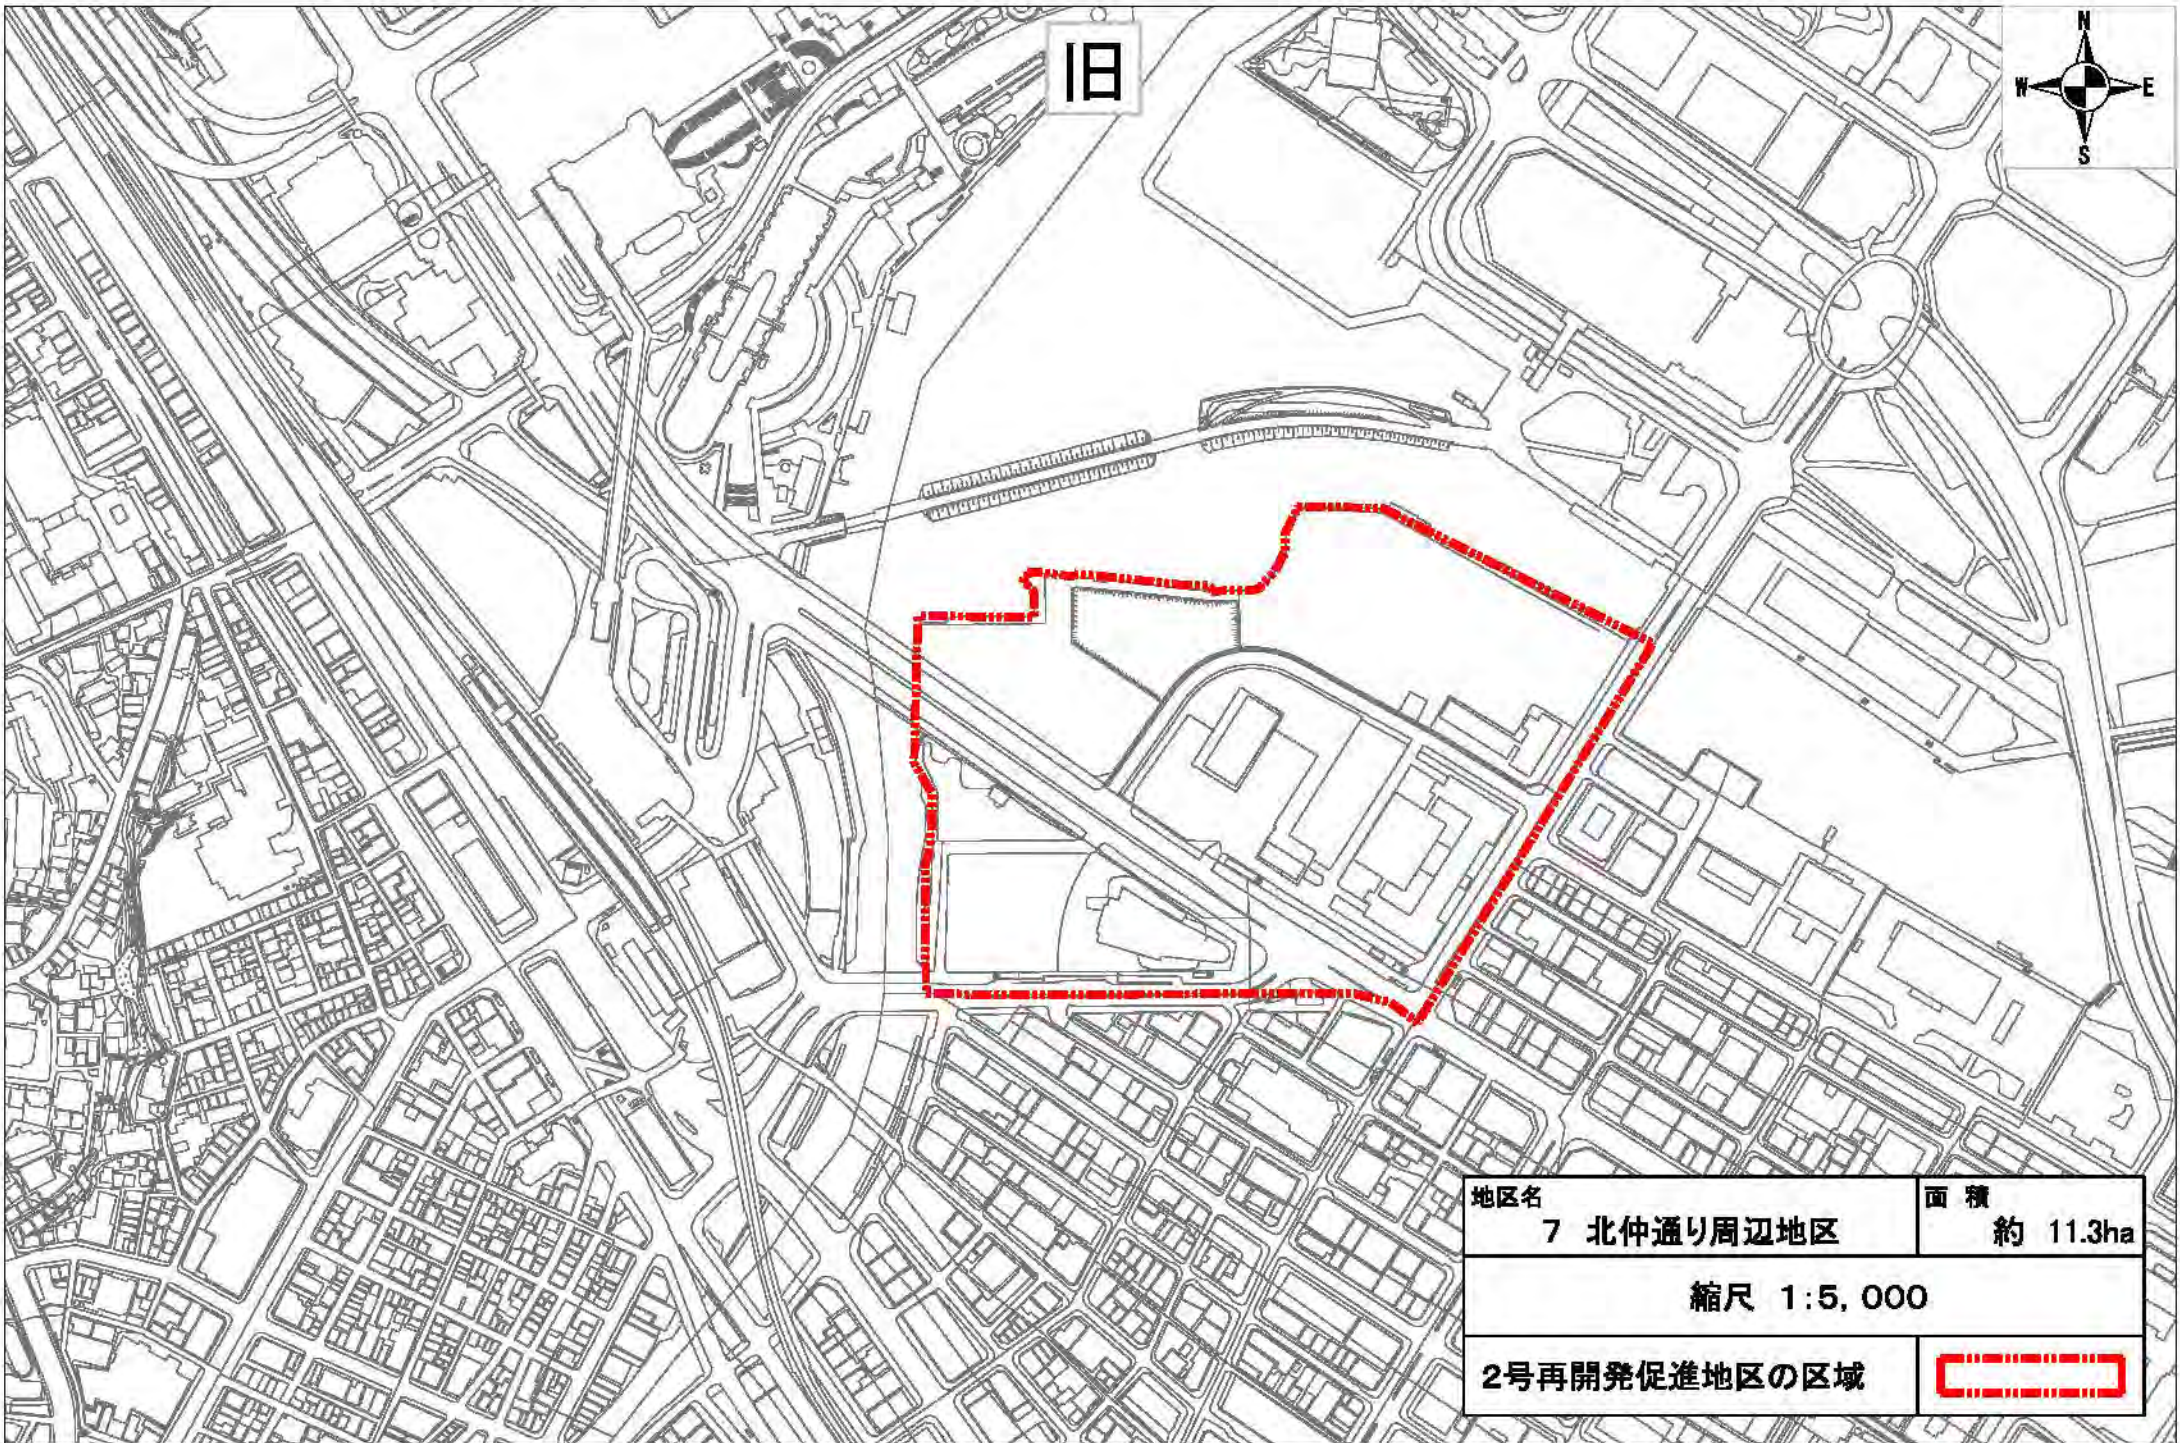 旧
N
W E
S
地区名
7 北仲通り周辺地区
面 積
約 11.3ha
縮尺 1:5,000
2号再開発促進地区の区域